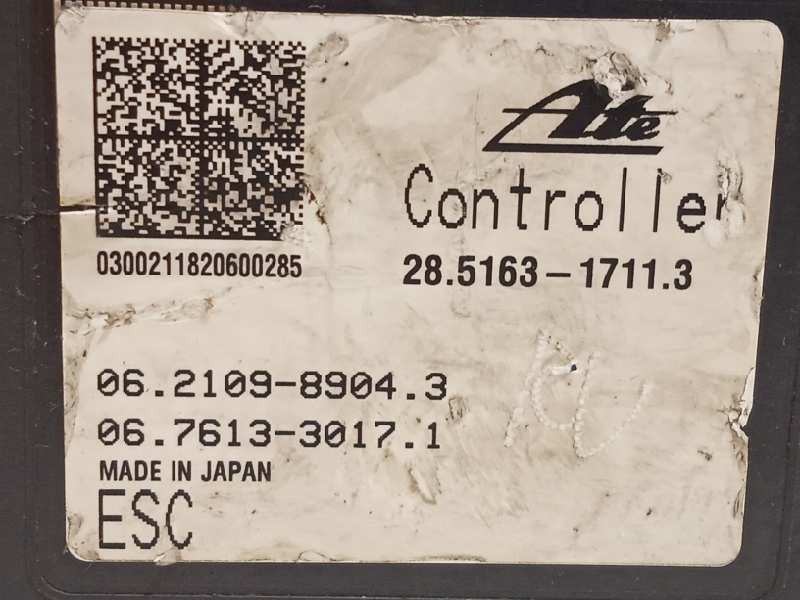 Ate
Controller
0300211820600285
28.5163-1711.3
06.2109-8904.3
06.7613-3017.1
MADE IN JAPAN
ESC